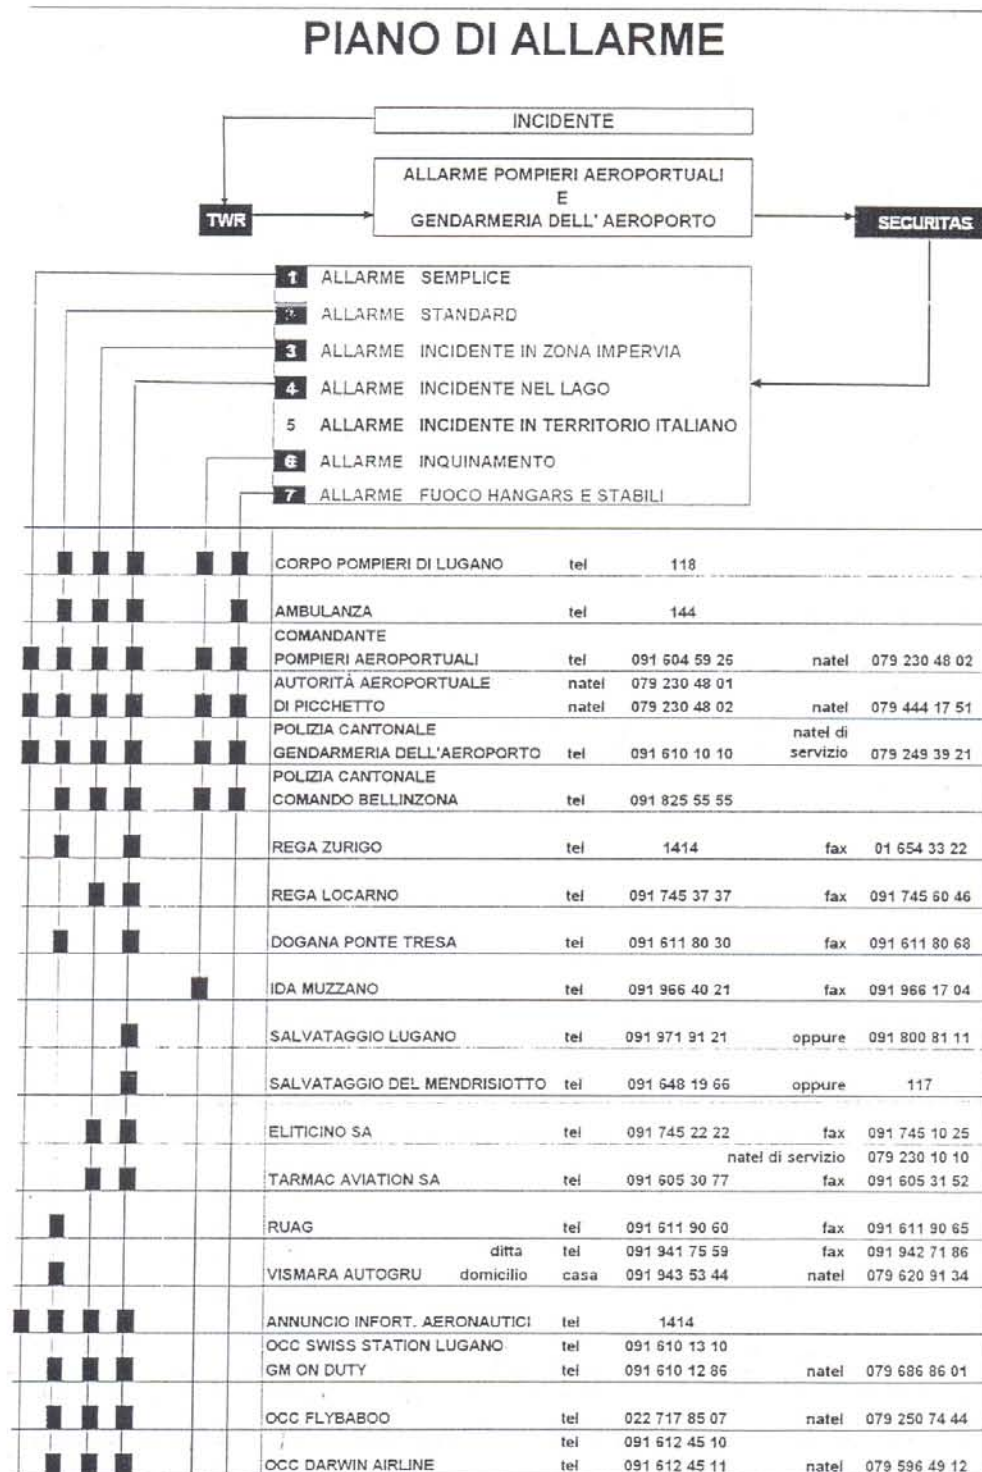 PIANO DI ALLARME
INCIDENTE
ALLARME POMPIERI AEROPORTUALI
E
GENDARMERIA DELL' AEROPORTO
TWR
SECURITAS
1 ALLARME SEMPLICE
2 ALLARME STANDARD
3 ALLARME INCIDENTE IN ZONA IMPERVIA
4 ALLARME INCIDENTE NEL LAGO
5 ALLARME INCIDENTE IN TERRITORIO ITALIANO
6 ALLARME INQUINAMENTO
7 ALLARME FUOCO HANGARS E STABILI
CORPO POMPIERI DI LUGANO tel 118
AMBULANZA tel 144
COMANDANTE
POMPIERI AEROPORTUALI tel 091 604 59 26 natel 079 230 48 02
AUTORITÀ AEROPORTUALE natel 079 230 48 01
DI PICCHETTO natel 079 230 48 02 natel 079 444 17 51
POLIZIA CANTONALE natel di
GENDARMERIA DELL'AEROPORTO tel 091 610 10 10 servizio 079 249 39 21
POLIZIA CANTONALE
COMANDO BELLINZONA tel 091 825 55 55
REGA ZURIGO tel 1414 fax 01 654 33 22
REGA LOCARNO tel 091 745 37 37 fax 091 745 60 46
DOGANA PONTE TRESA tel 091 611 80 30 fax 091 611 80 68
IDA MUZZANO tel 091 966 40 21 fax 091 966 17 04
SALVATAGGIO LUGANO tel 091 971 91 21 oppure 091 800 81 11
SALVATAGGIO DEL MENDRISIOTTO tel 091 648 19 66 oppure 117
ELITICINO SA tel 091 745 22 22 fax 091 745 10 25
natel di servizio 079 230 10 10
TARMAC AVIATION SA tel 091 605 30 77 fax 091 605 31 52
RUAG tel 091 611 90 60 fax 091 611 90 65
ditta tel 091 941 75 59 fax 091 942 71 86
VISMARA AUTOGRU domicilio casa 091 943 53 44 natel 079 620 91 34
ANNUNCIO INFORT. AERONAUTICI tel 1414
OCC SWISS STATION LUGANO tel 091 610 13 10
GM ON DUTY tel 091 610 12 86 natel 079 686 86 01
OCC FLYBABOO tel 022 717 85 07 natel 079 250 74 44
tel 091 612 45 10
OCC DARWIN AIRLINE tel 091 612 45 11 natel 079 596 49 12